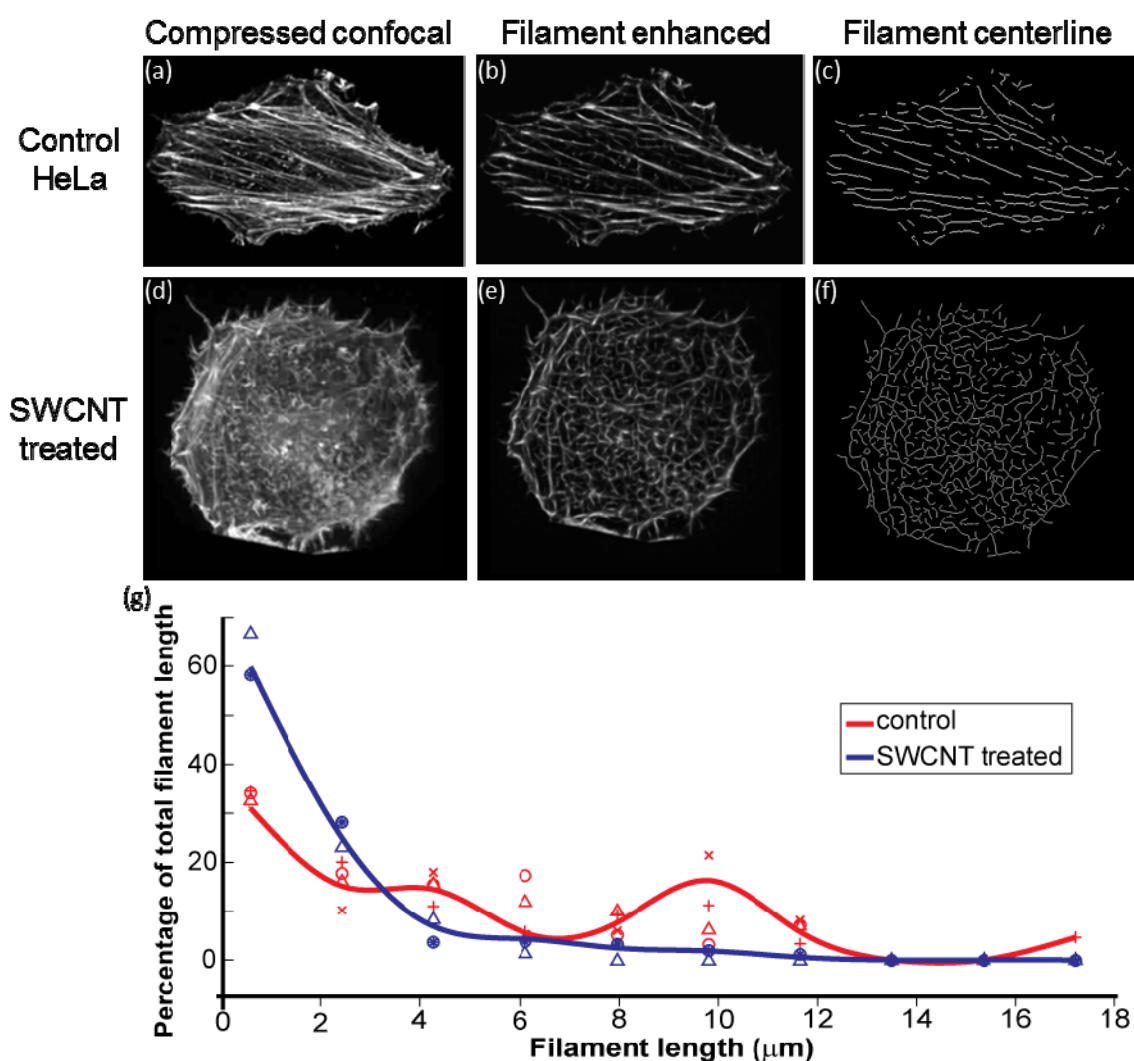 Compressed confocal Filament enhanced Filament centerline
Control
HeLa
(a) (b) (c)
SWCNT
treated
(d) (e) (f)
(g)
Percentage of total filament length
60
40
20
0
control
SWCNT treated
0 2 4 6 8 10 12 14 16 18
Filament length (μm)